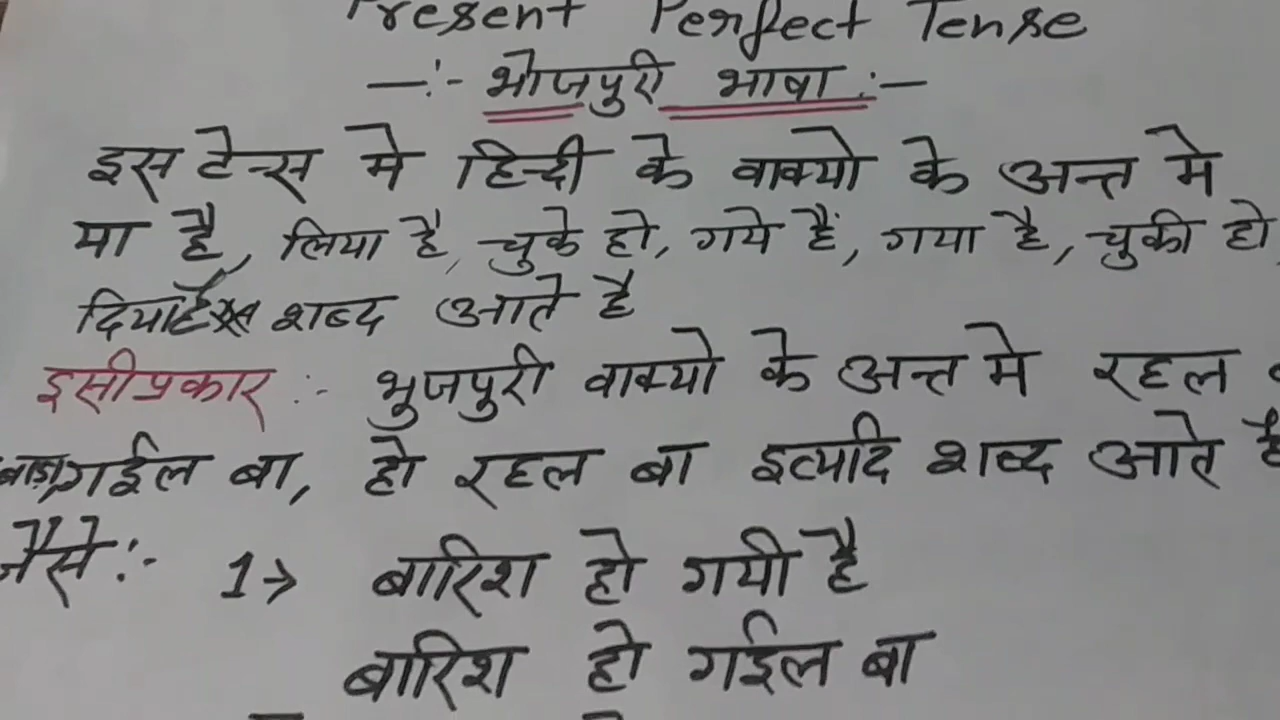 Present Perfect Tense
-:- भोजपुरी भाषा :-
इस टेन्स मे हिन्दी के वाक्यो के अन्त मे
या है, लिया है, चुके हो, गये हैं, गया है, चुकी हो,
दिया है शब्द आते है
इसीप्रकार :- भुजपुरी वाक्यो के अन्त मे रहल
गईल बा, हो रहल बा इत्यादि शब्द आते है
जैसे :- 1→ बारिश हो गयी है
बारिश हो गईल बा